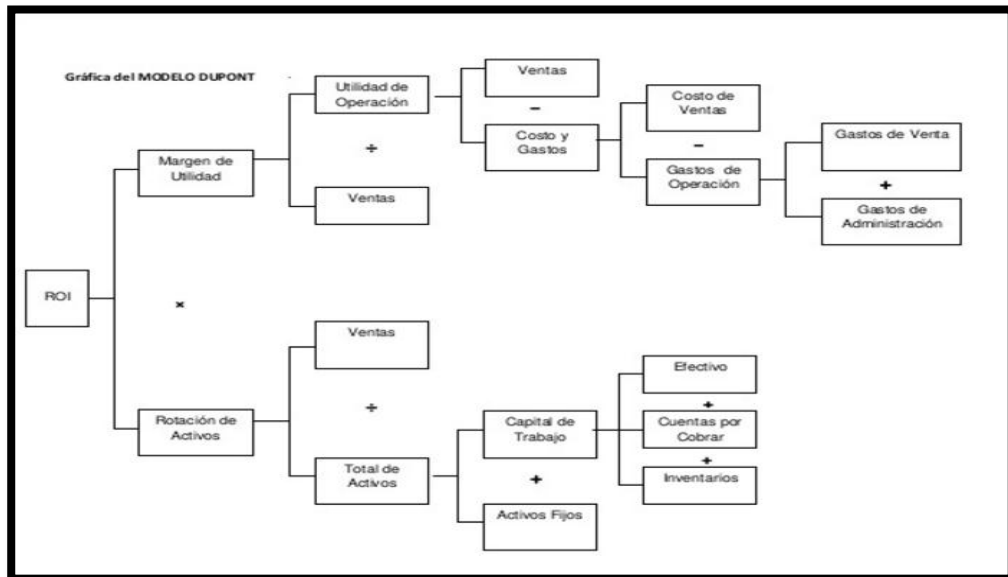 Gráfica del MODELO DUPONT
ROI
×
Margen de
Utilidad
Utilidad de
Operación
÷
Ventas
Ventas
–
Costo y
Gastos
Costo de
Ventas
–
Gastos de
Operación
Gastos de Venta
+
Gastos de
Administración
Rotación de
Activos
Ventas
÷
Total de
Activos
Capital de
Trabajo
+
Activos Fijos
Efectivo
+
Cuentas por
Cobrar
+
Inventarios